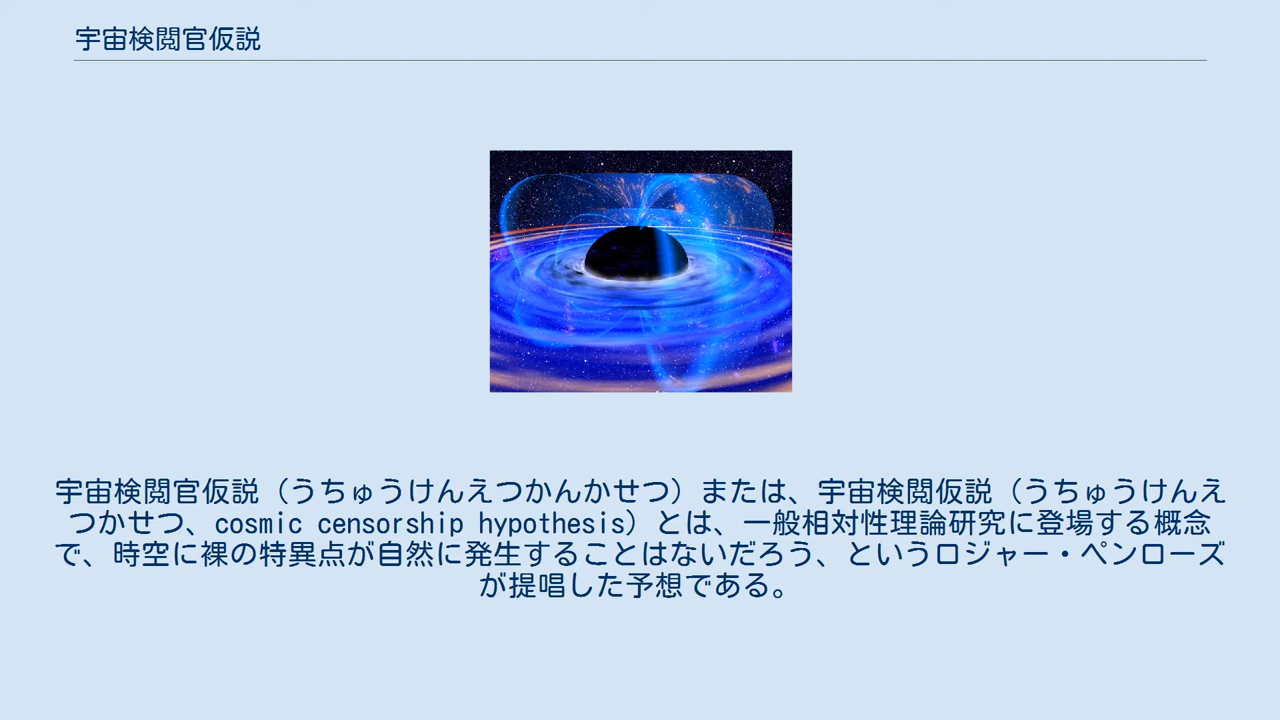 宇宙検閲官仮説
宇宙検閲官仮説（うちゅうけんえつかんかせつ）または、宇宙検閲仮説（うちゅうけんえ
つかせつ、cosmic censorship hypothesis）とは、一般相対性理論研究に登場する概念
で、時空に裸の特異点が自然に発生することはないだろう、というロジャー・ペンローズ
が提唱した予想である。